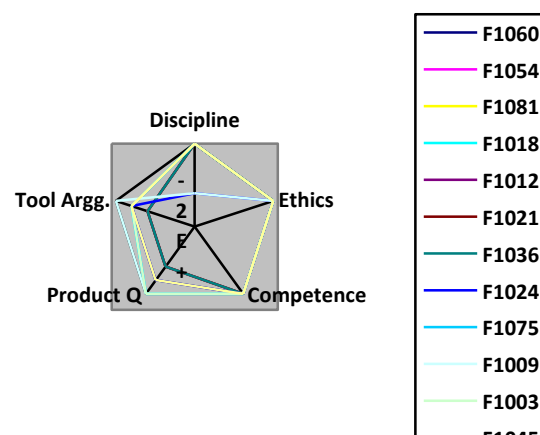 Discipline
Ethics
Competence
Product Q
Tool Argg.
-
2
E
+
F1060
F1054
F1081
F1018
F1012
F1021
F1036
F1024
F1075
F1009
F1003